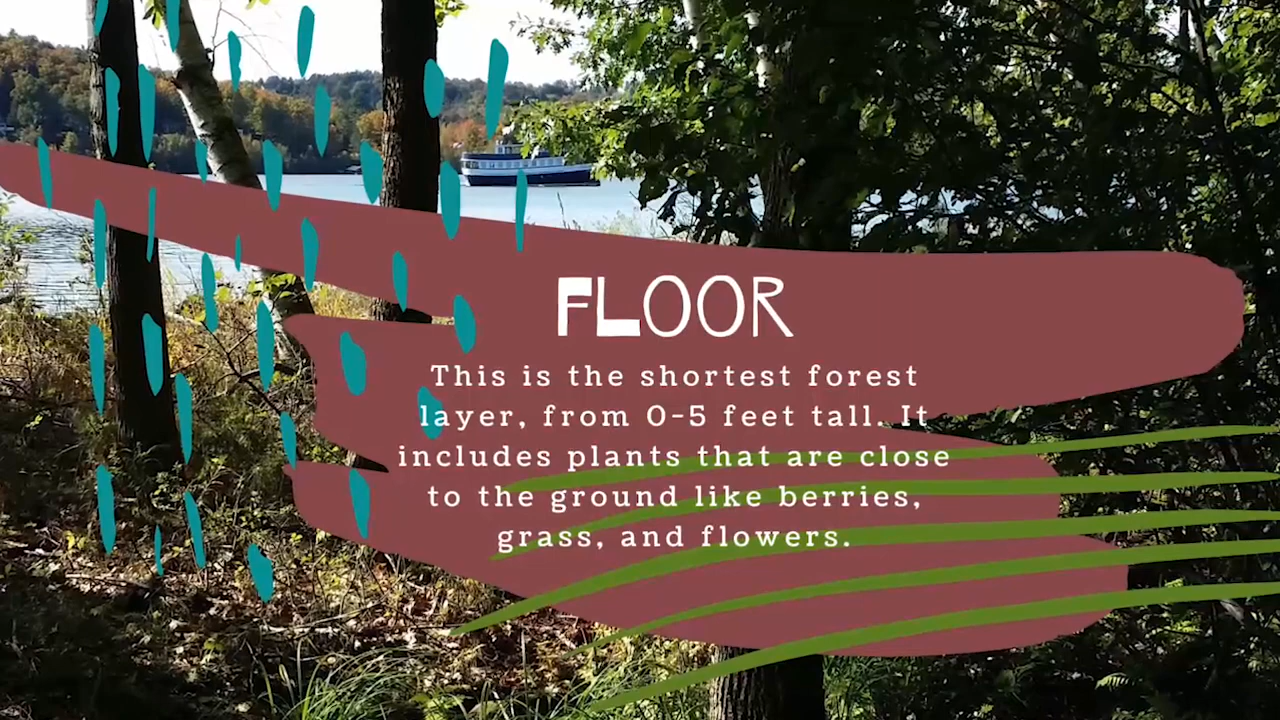 FLOOR
This is the shortest forest
layer, from 0-5 feet tall. It
includes plants that are close
to the ground like berries,
grass, and flowers.